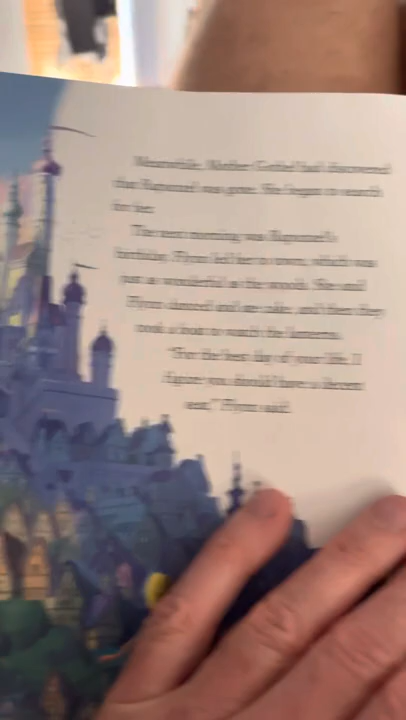 Meanwhile, Mother Gothel had discovered
that Rapunzel was gone. She began to search
for her.
The next morning was Rapunzel's
birthday. Flynn led her to town, which was
just as wonderful as the woods. She and
Flynn danced and ate cake, and then they
took a boat to watch the lanterns.
"For the best day of your life, I
figure you should have a decent
seat," Flynn said.